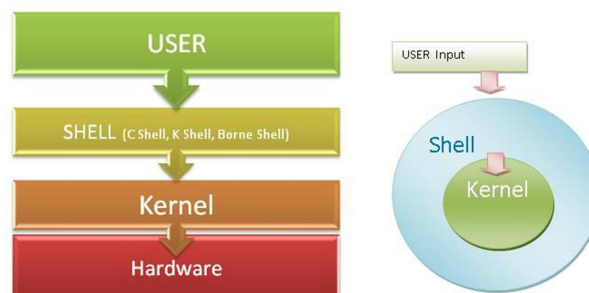 USER
SHELL (C Shell, K Shell, Borne Shell)
Kernel
Hardware
USER Input
Shell
Kernel